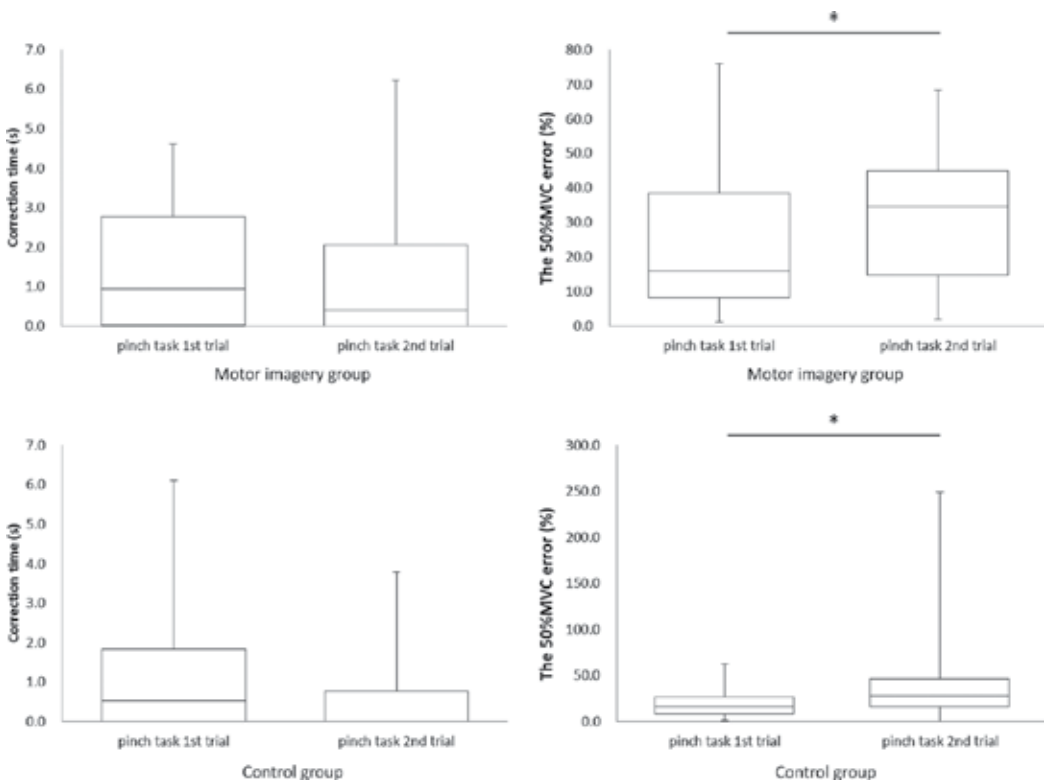 *
7.0
6.0
5.0
4.0
3.0
2.0
1.0
0.0
Correction time (s)
pinch task 1st trial
pinch task 2nd trial
Motor imagery group
80.0
70.0
60.0
50.0
40.0
30.0
20.0
10.0
0.0
The 50%MVC error (%)
pinch task 1st trial
pinch task 2nd trial
Motor imagery group
7.0
6.0
5.0
4.0
3.0
2.0
1.0
0.0
Correction time (s)
pinch task 1st trial
pinch task 2nd trial
Control group
*
300.0
250.0
200.0
150.0
100.0
50.0
0.0
The 50%MVC error (%)
pinch task 1st trial
pinch task 2nd trial
Control group